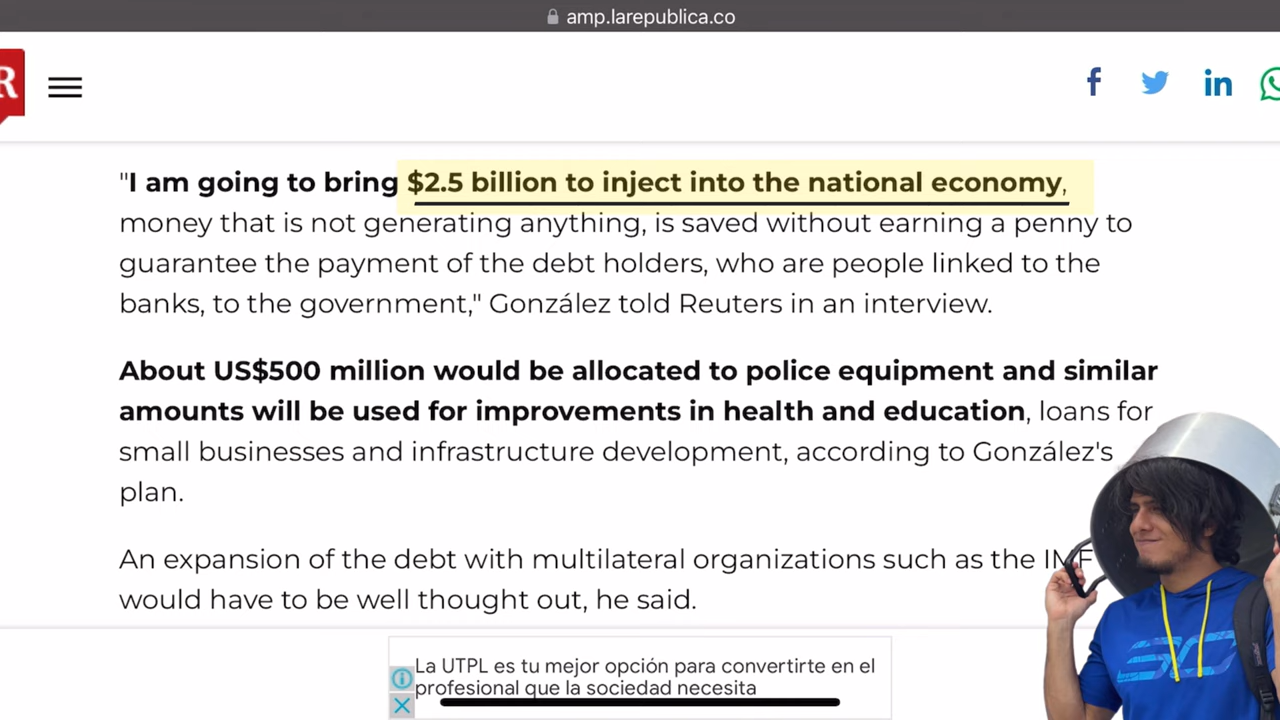 amp.larepublica.co
R
"I am going to bring $2.5 billion to inject into the national economy,
money that is not generating anything, is saved without earning a penny to
guarantee the payment of the debt holders, who are people linked to the
banks, to the government," González told Reuters in an interview.
About US$500 million would be allocated to police equipment and similar
amounts will be used for improvements in health and education, loans for
small businesses and infrastructure development, according to González's
plan.
An expansion of the debt with multilateral organizations such as the IMF
would have to be well thought out, he said.
La UTPL es tu mejor opción para convertirte en el
profesional que la sociedad necesita